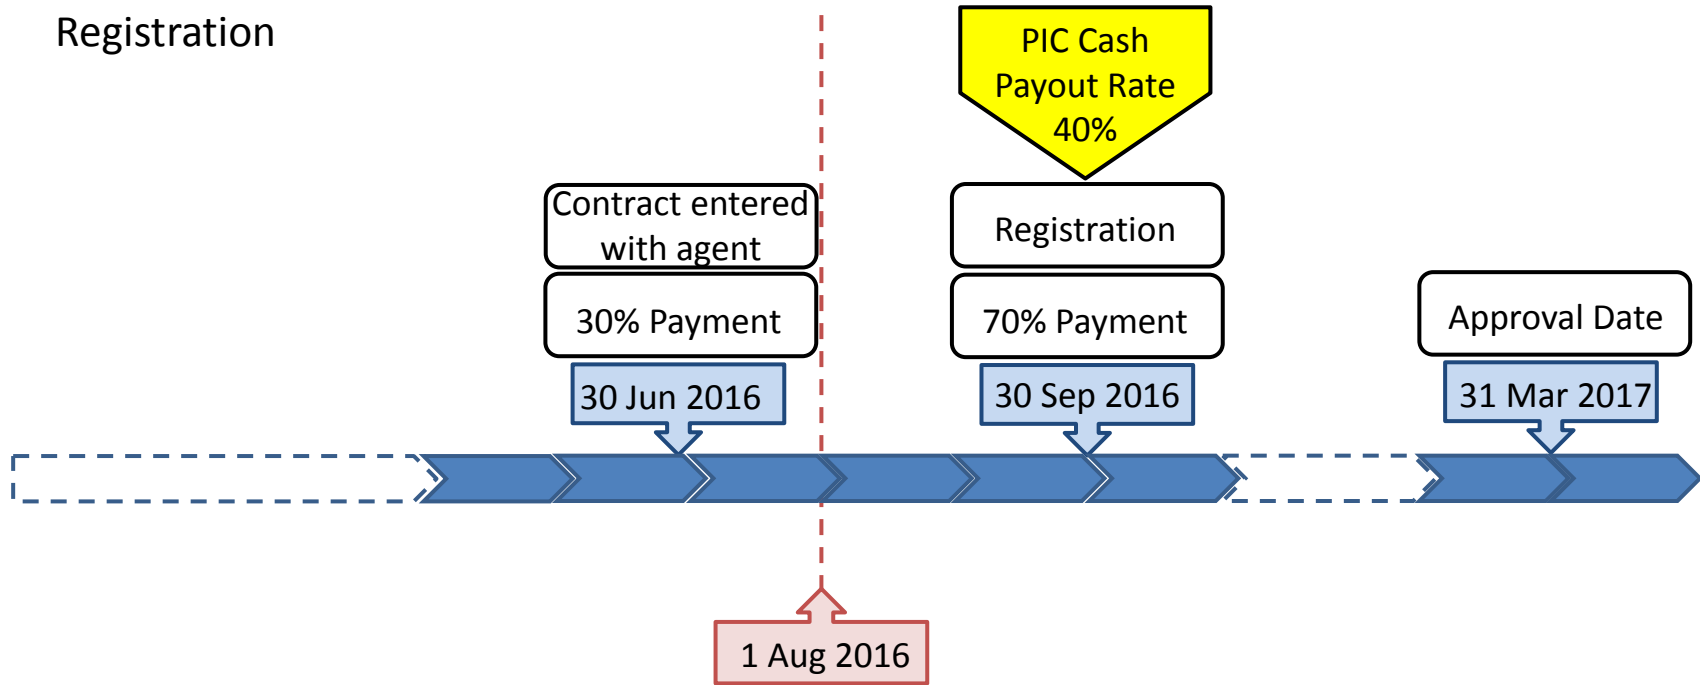 Registration
PIC Cash
Payout Rate
40%
Contract entered
with agent
Registration
30% Payment
70% Payment
Approval Date
30 Jun 2016
30 Sep 2016
31 Mar 2017
1 Aug 2016